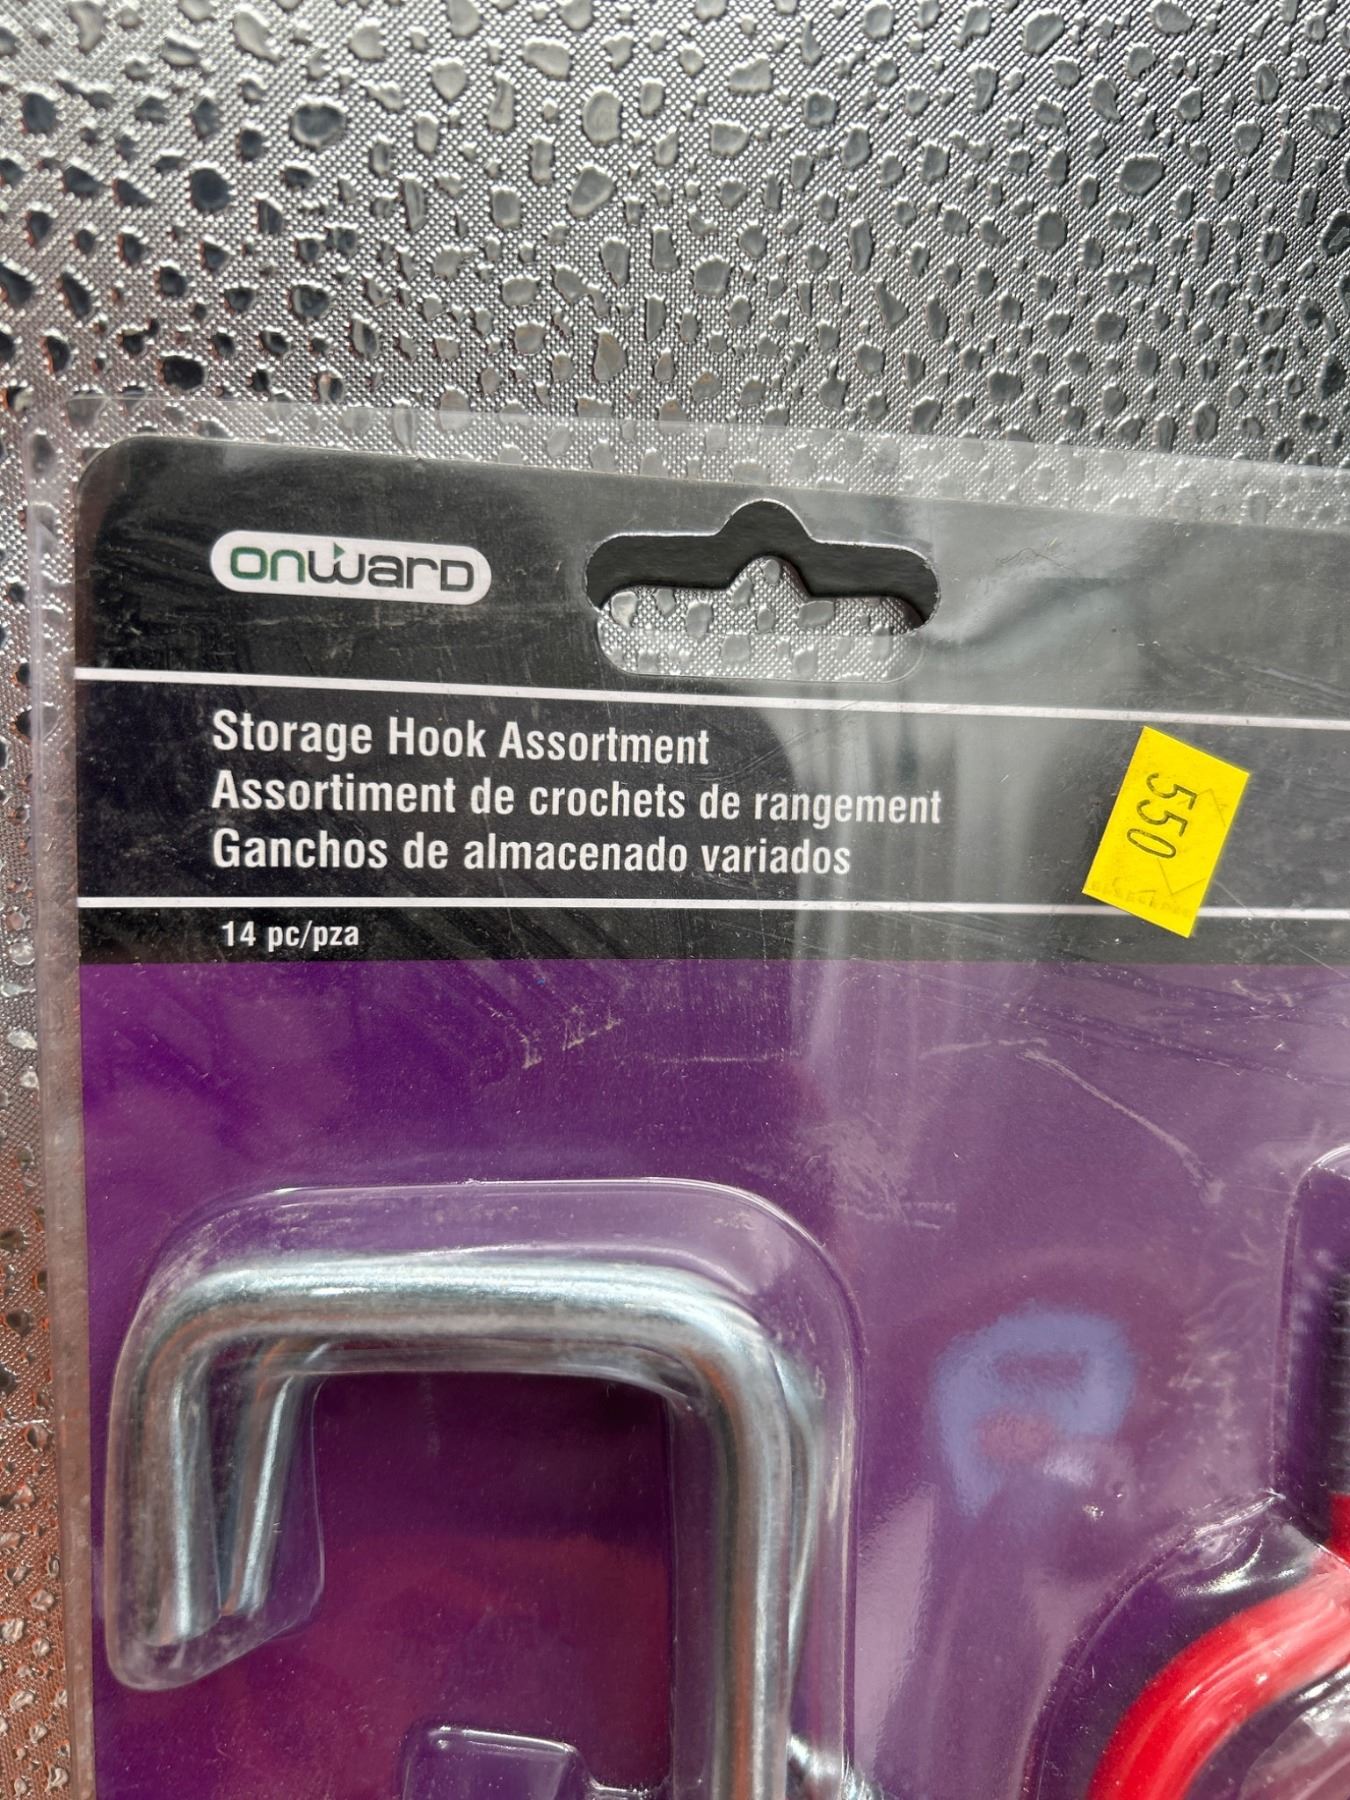 onward
Storage Hook Assortment
Assortiment de crochets de rangement
Ganchos de almacenado variados
14 pc/pza
550